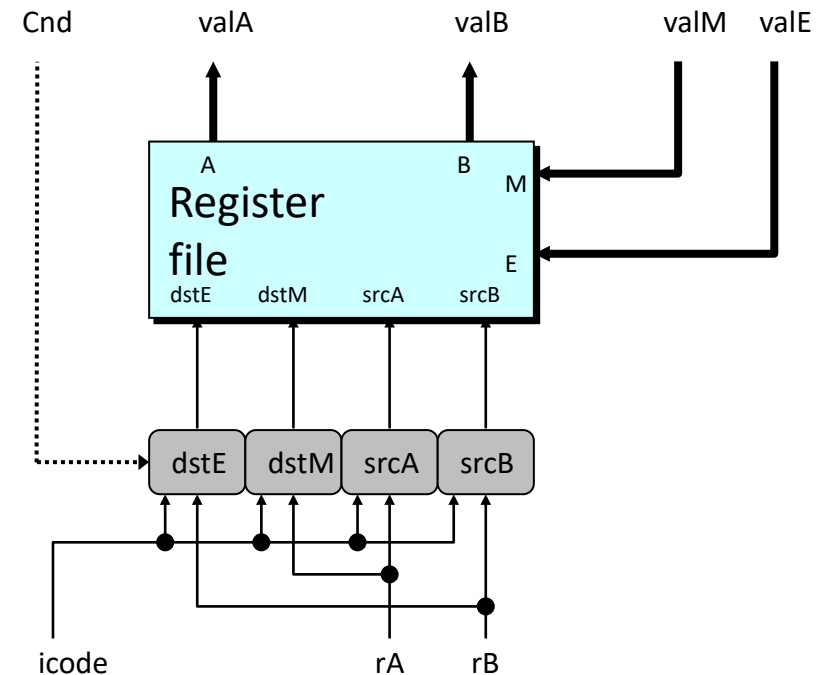 Cnd valA valB valM valE
A B
M
Register
file
E
dstE dstM srcA srcB
dstE dstM srcA srcB
icode rA rB